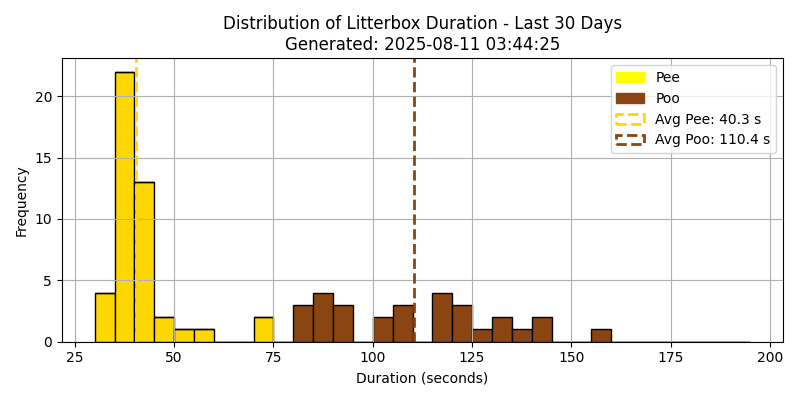 Distribution of Litterbox Duration - Last 30 Days
Generated: 2025-08-11 03:44:25
Pee
Poo
Avg Pee: 40.3 s
Avg Poo: 110.4 s
Frequency
20
15
10
5
0
25 50 75 100 125 150 175 200
Duration (seconds)